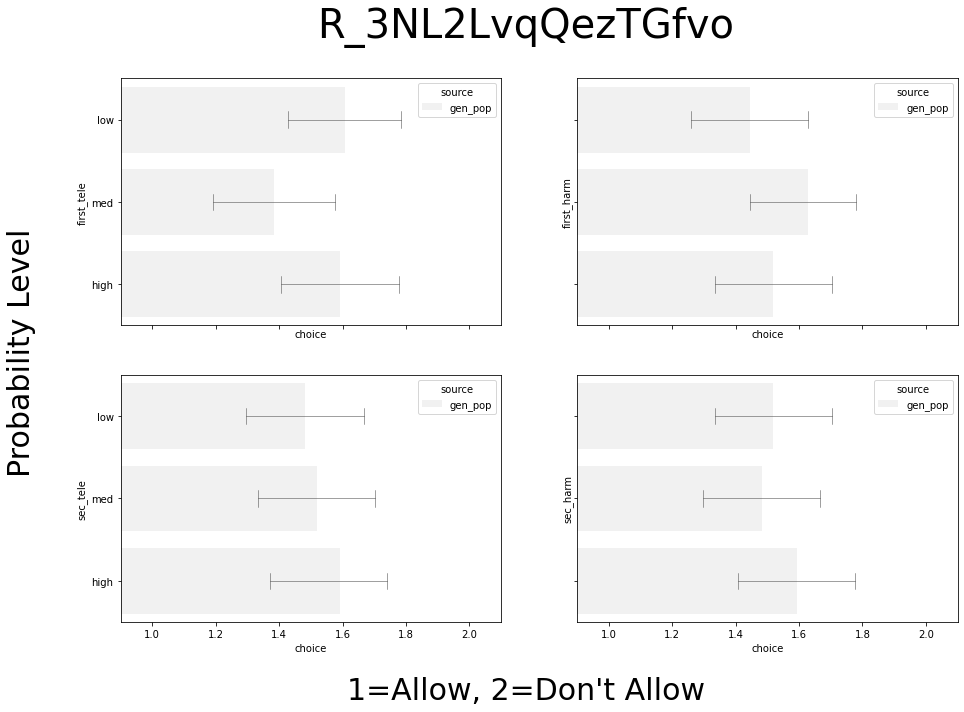 R_3NL2LvqQezTGfvo
source
gen_pop
low
med
high
first_tele
choice
source
gen_pop
first_harm
choice
Probability Level
source
gen_pop
low
med
high
sec_tele
1.0 1.2 1.4 1.6 1.8 2.0
choice
source
gen_pop
sec_harm
1.0 1.2 1.4 1.6 1.8 2.0
choice
1=Allow, 2=Don't Allow